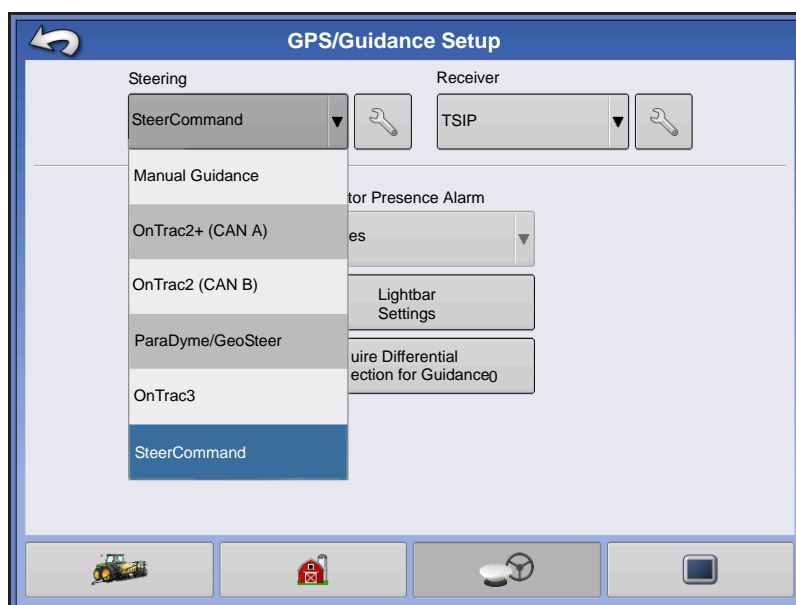 GPS/Guidance Setup
Steering
Receiver
SteerCommand
TSIP
Manual Guidance
tor Presence Alarm
OnTrac2+ (CAN A)
es
OnTrac2 (CAN B)
Lightbar
Settings
ParaDyme/GeoSteer
uire Differential
ection for Guidance0
OnTrac3
SteerCommand